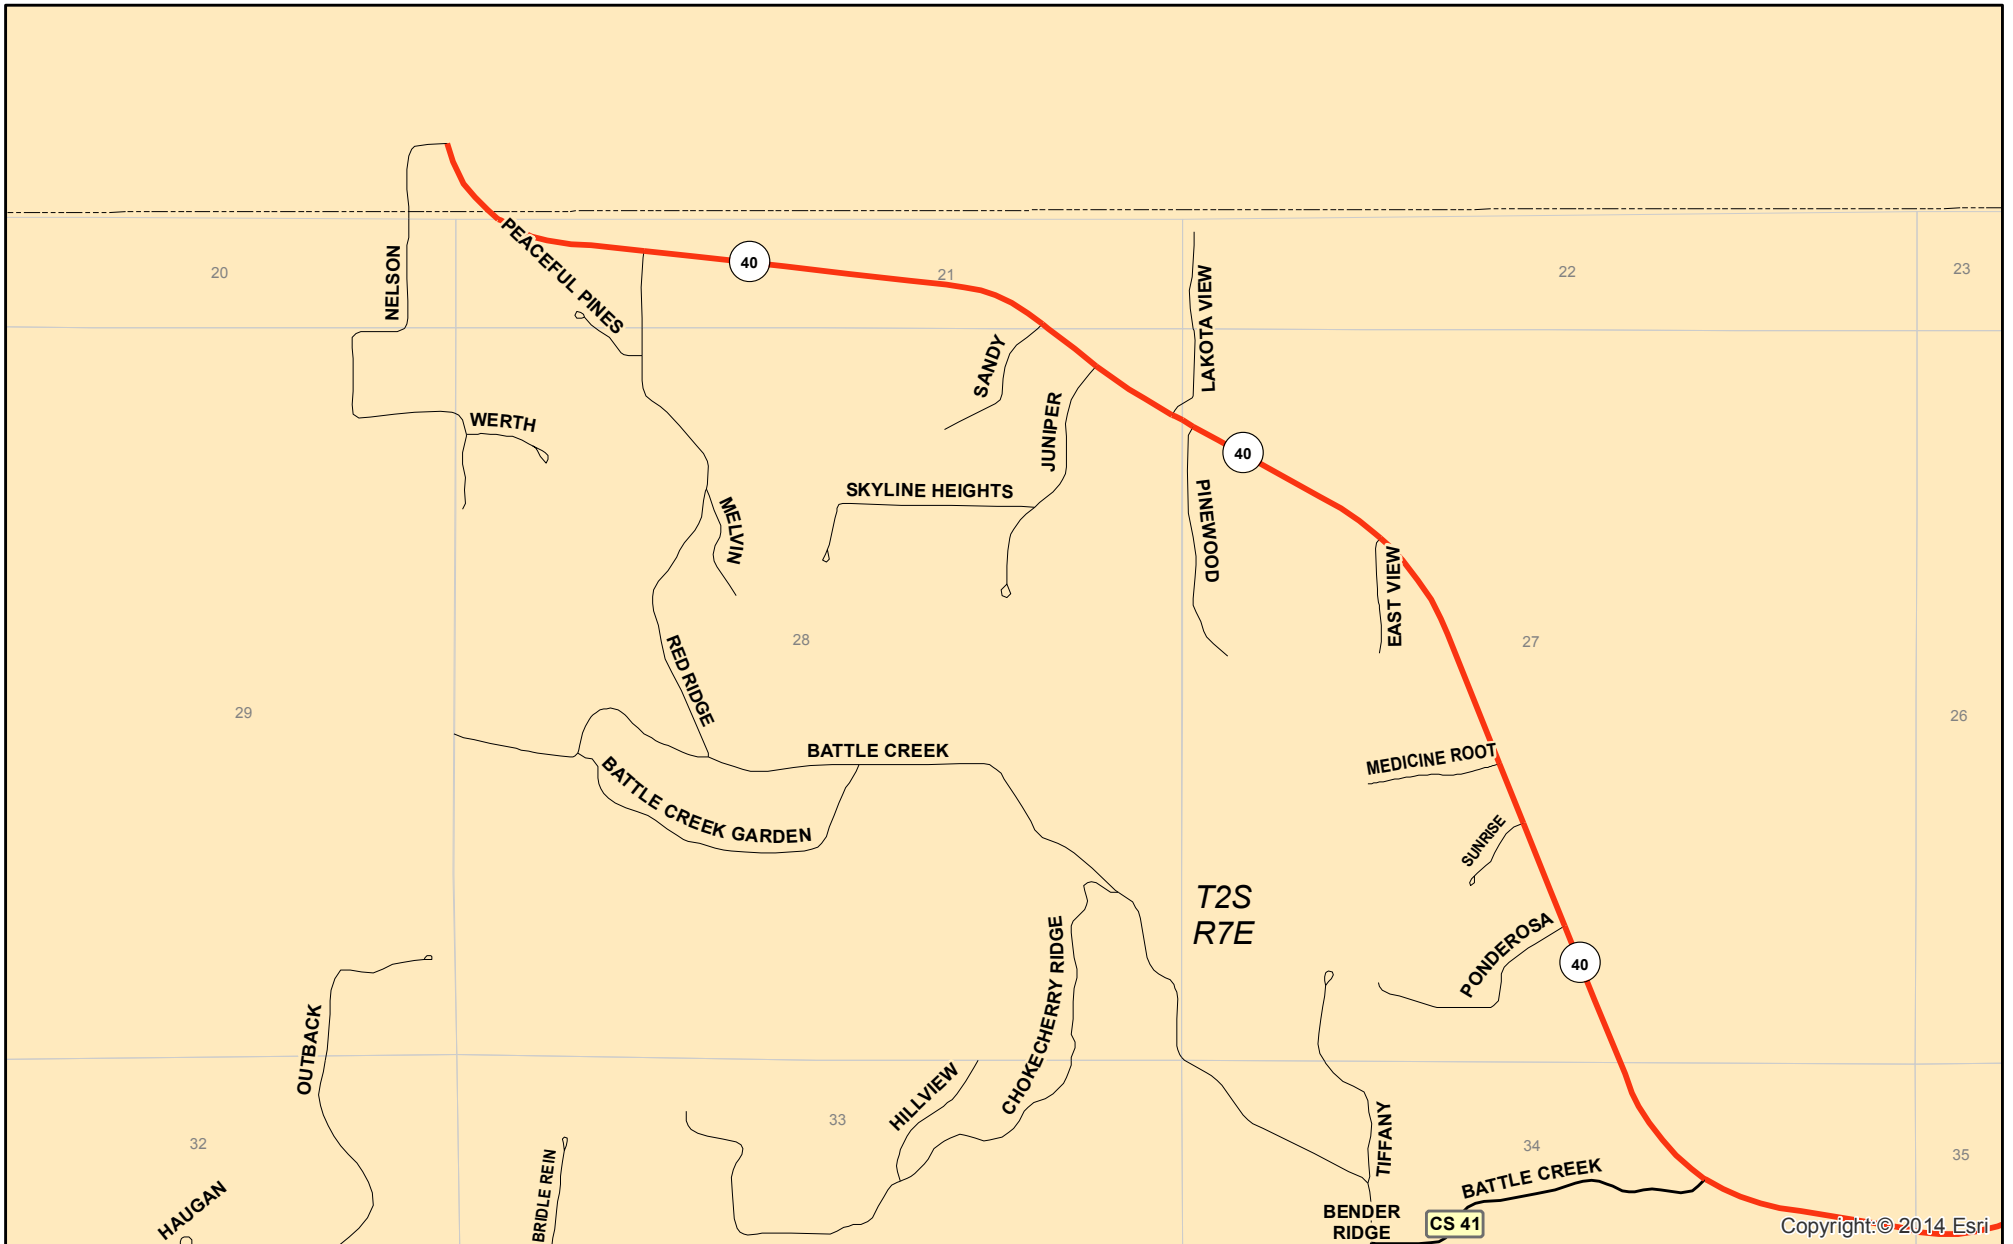 NELSON
PEACEFUL PINES
40
20
21
22
23
LAKOTA VIEW
SANDY
JUNIPER
WERTH
40
SKYLINE HEIGHTS
MELVIN
PINEWOOD
EAST VIEW
28
27
RED RIDGE
29
26
BATTLE CREEK
MEDICINE ROOT
BATTLE CREEK GARDEN
SUNRISE
T2S
R7E
PONDEROSA
40
CHOKECHERRY RIDGE
OUTBACK
HILLVIEW
33
32
TIFFANY
34
35
BATTLE CREEK
HAUGAN
BRIDLE REIN
BENDER
RIDGE
CS 41
Copyright:© 2014 Esri